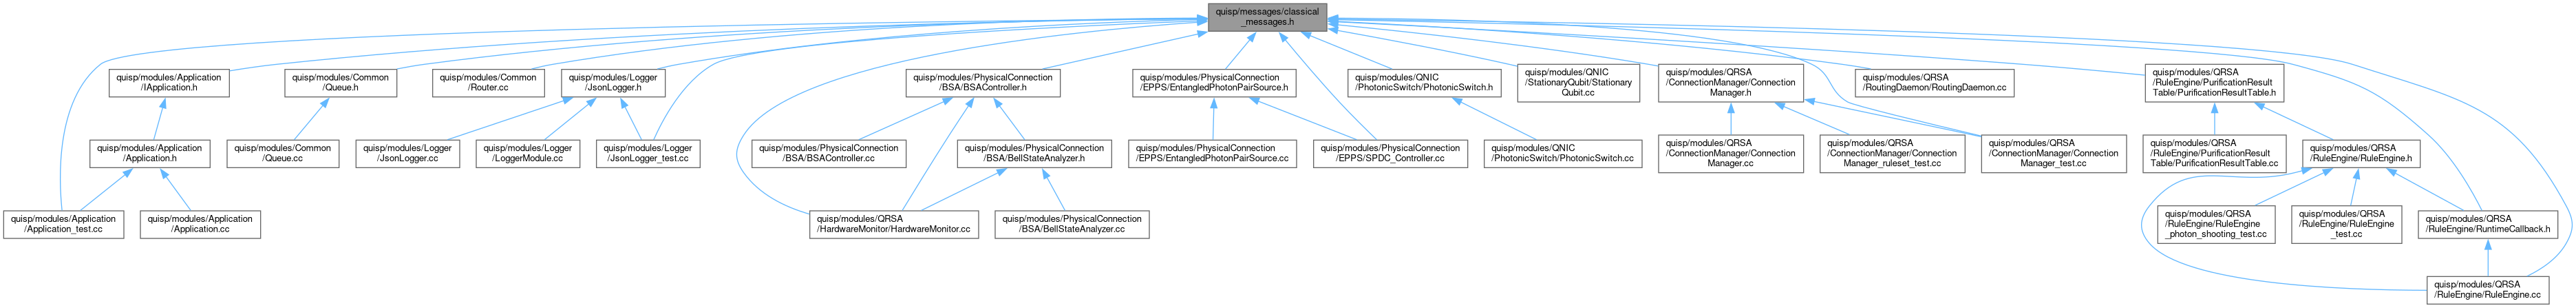 quisp/messages/classical
_messages.h
quisp/modules/Application
/IApplication.h
quisp/modules/Common
/Queue.h
quisp/modules/Common
/Router.cc
quisp/modules/Logger
/JsonLogger.h
quisp/modules/PhysicalConnection
/BSA/BSAController.h
quisp/modules/PhysicalConnection
/EPPS/EntangledPhotonPairSource.h
quisp/modules/QNIC
/PhotonicSwitch/PhotonicSwitch.h
quisp/modules/QNIC
/StationaryQubit/Stationary
Qubit.cc
quisp/modules/QRSA
/ConnectionManager/Connection
Manager.h
quisp/modules/QRSA
/RoutingDaemon/RoutingDaemon.cc
quisp/modules/QRSA
/RuleEngine/PurificationResult
Table/PurificationResultTable.h
quisp/modules/Application
/Application.h
quisp/modules/Common
/Queue.cc
quisp/modules/Logger
/JsonLogger.cc
quisp/modules/Logger
/LoggerModule.cc
quisp/modules/Logger
/JsonLogger_test.cc
quisp/modules/PhysicalConnection
/BSA/BSAController.cc
quisp/modules/PhysicalConnection
/BSA/BellStateAnalyzer.h
quisp/modules/PhysicalConnection
/EPPS/EntangledPhotonPairSource.cc
quisp/modules/PhysicalConnection
/EPPS/SPDC_Controller.cc
quisp/modules/QNIC
/PhotonicSwitch/PhotonicSwitch.cc
quisp/modules/QRSA
/ConnectionManager/Connection
Manager.cc
quisp/modules/QRSA
/ConnectionManager/Connection
Manager_ruleset_test.cc
quisp/modules/QRSA
/ConnectionManager/Connection
Manager_test.cc
quisp/modules/QRSA
/RuleEngine/PurificationResult
Table/PurificationResultTable.cc
quisp/modules/QRSA
/RuleEngine/RuleEngine.h
quisp/modules/Application
/Application_test.cc
quisp/modules/Application
/Application.cc
quisp/modules/QRSA
/HardwareMonitor/HardwareMonitor.cc
quisp/modules/PhysicalConnection
/BSA/BellStateAnalyzer.cc
quisp/modules/QRSA
/RuleEngine/RuleEngine
_photon_shooting_test.cc
quisp/modules/QRSA
/RuleEngine/RuleEngine
_test.cc
quisp/modules/QRSA
/RuleEngine/RuntimeCallback.h
quisp/modules/QRSA
/RuleEngine/RuleEngine.cc